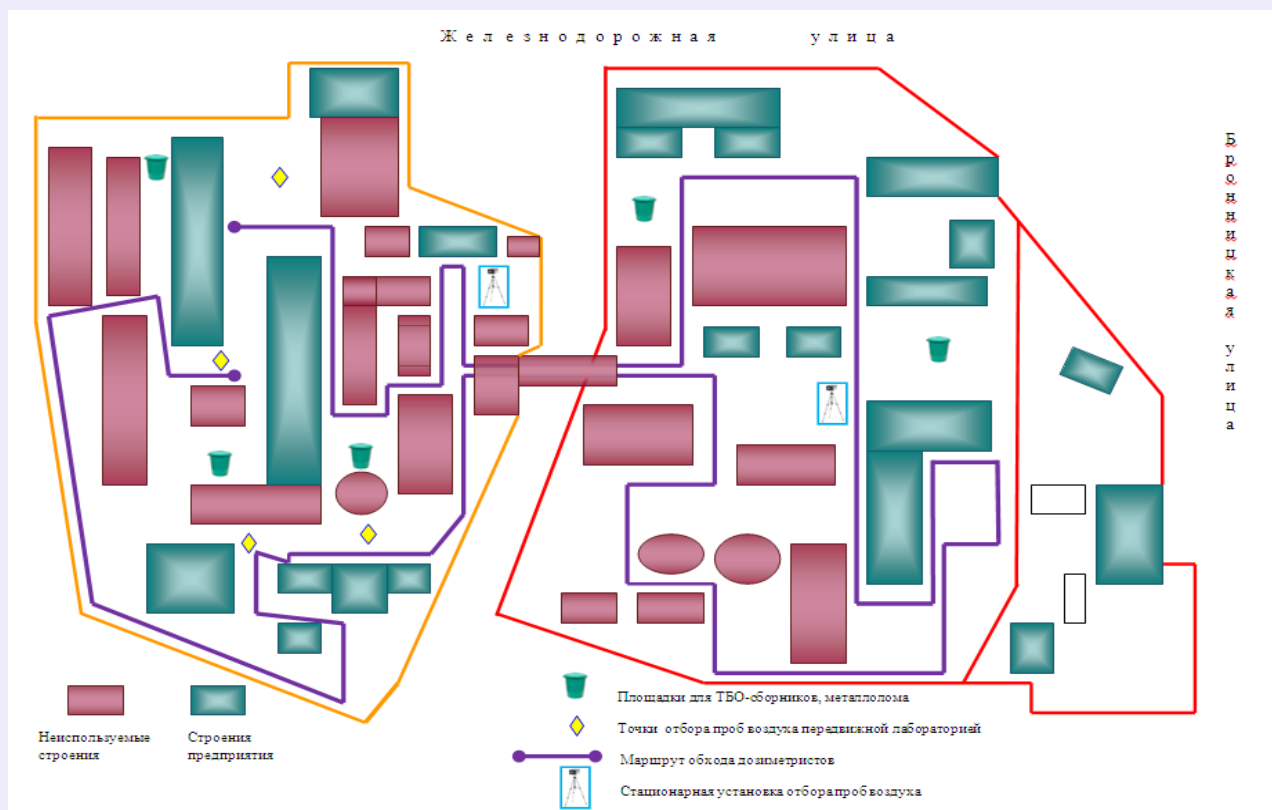 Железнодорожная улица
Бронницкая улица
Неиспользуемые
строения
Строения
предприятия
Площадки для ТБО-сборников, металлолома
Точки отбора проб воздуха передвижной лабораторией
Маршрут обхода дозиметристов
Стационарная установка отбора проб воздуха